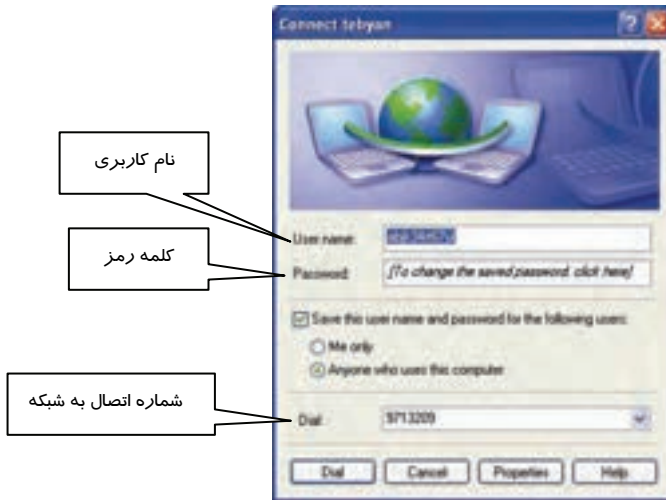 Connect tebyan
نام کاربری
User name:
کلمه رمز
Password: [To change the saved password, click here]
Save this user name and password for the following users:
Me only
Anyone who uses this computer
شماره اتصال به شبکه
Dial: 9713209
Dial Cancel Properties Help